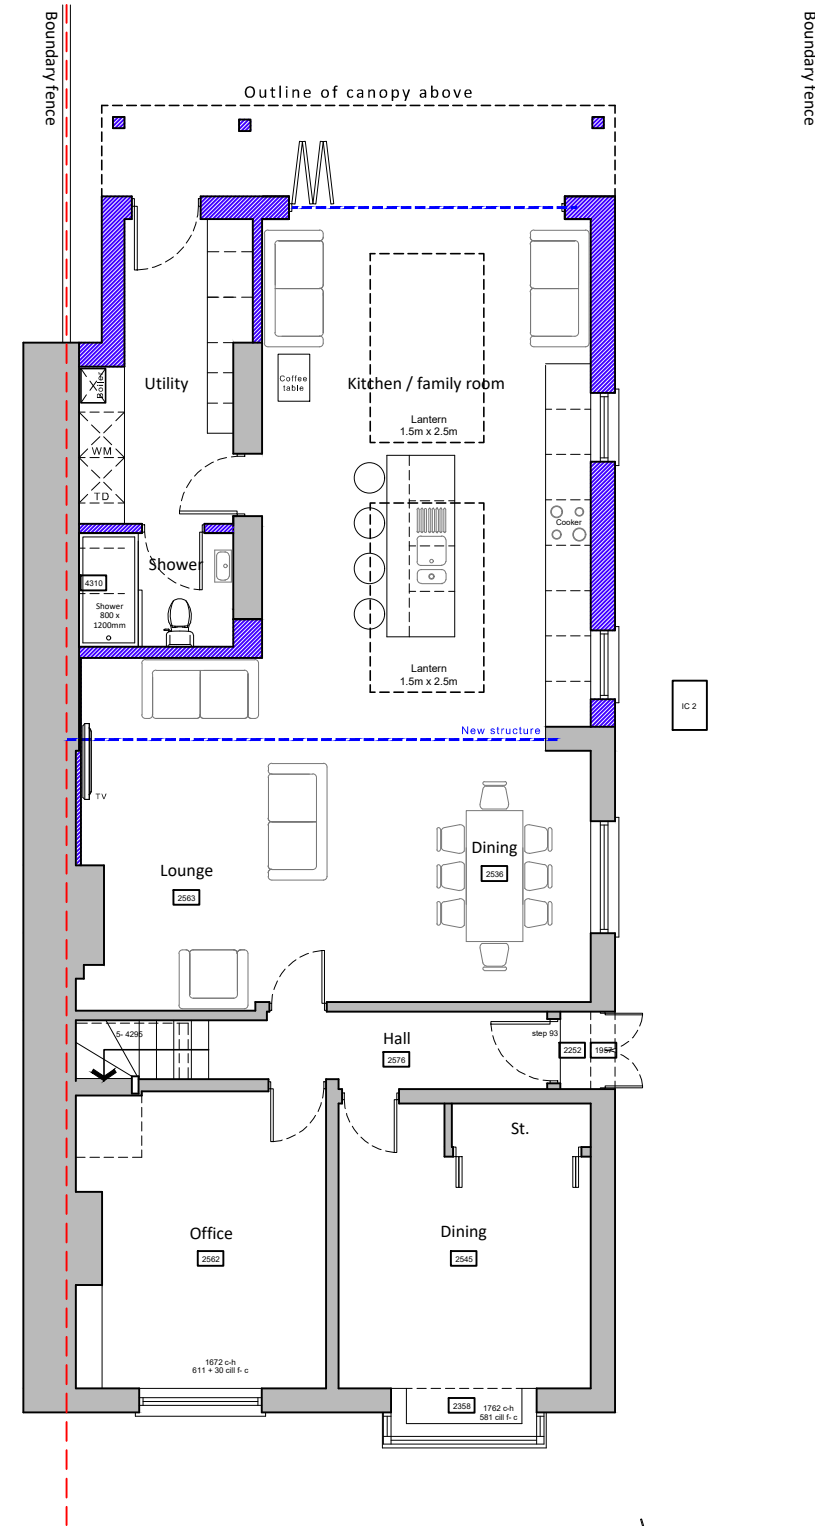 Boundary fence
Boundary fence
Outline of canopy above
Coffee
table
Boiler
Utility
Kitchen / family room
Lantern
1.5m x 2.5m
WM
TD
Cooker
Shower
4310
Shower
800 x
1200mm
Lantern
1.5m x 2.5m
IC 2
New structure
TV
Lounge
2563
Dining
2536
5- 4295
Hall
2576
step 93
2252
1957
St.
Office
2562
Dining
2545
1672 c-h
611 + 30 cill f- c
2358
1762 c-h
581 cill f- c